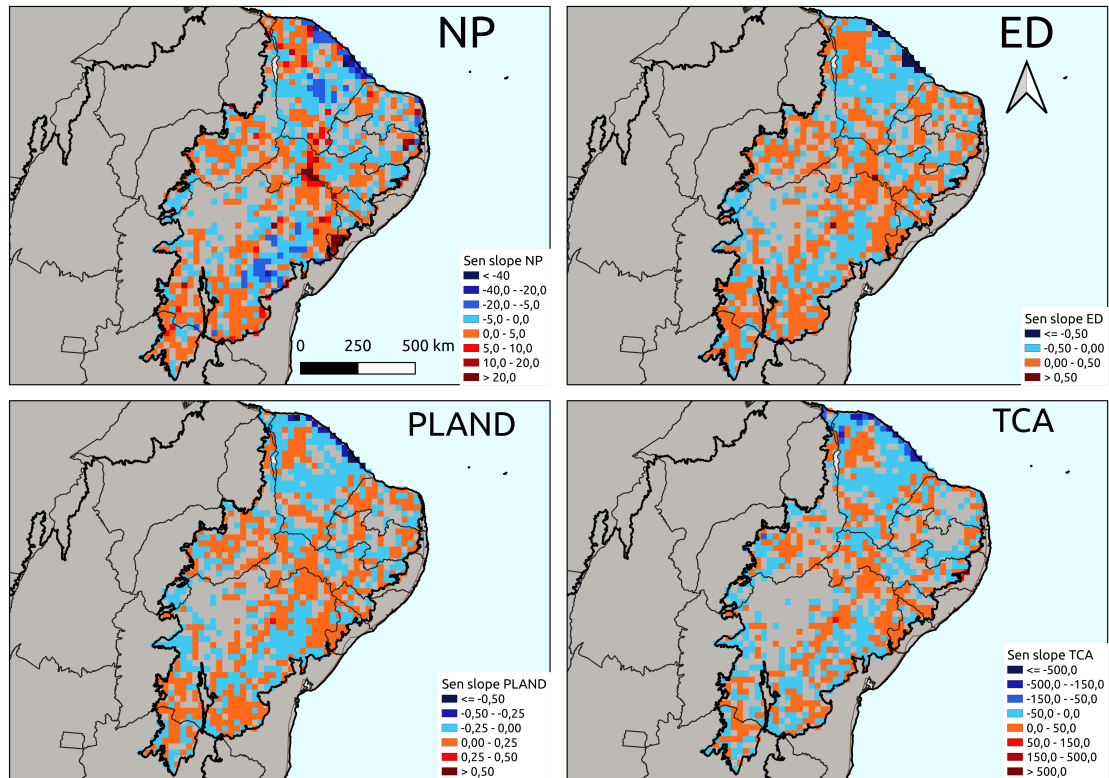 NP
Sen slope NP
< -40
-40,0 - -20,0
-20,0 - -5,0
-5,0 - 0,0
0,0 - 5,0
5,0 - 10,0
10,0 - 20,0
> 20,0
0 250 500 km
ED
Sen slope ED
<= -0,50
-0,50 - 0,00
0,00 - 0,50
> 0,50
PLAND
Sen slope PLAND
<= -0,50
-0,50 - -0,25
-0,25 - 0,00
0,00 - 0,25
0,25 - 0,50
> 0,50
TCA
Sen slope TCA
<= -500,0
-500,0 - -150,0
-150,0 - -50,0
-50,0 - 0,0
0,0 - 50,0
50,0 - 150,0
150,0 - 500,0
> 500,0